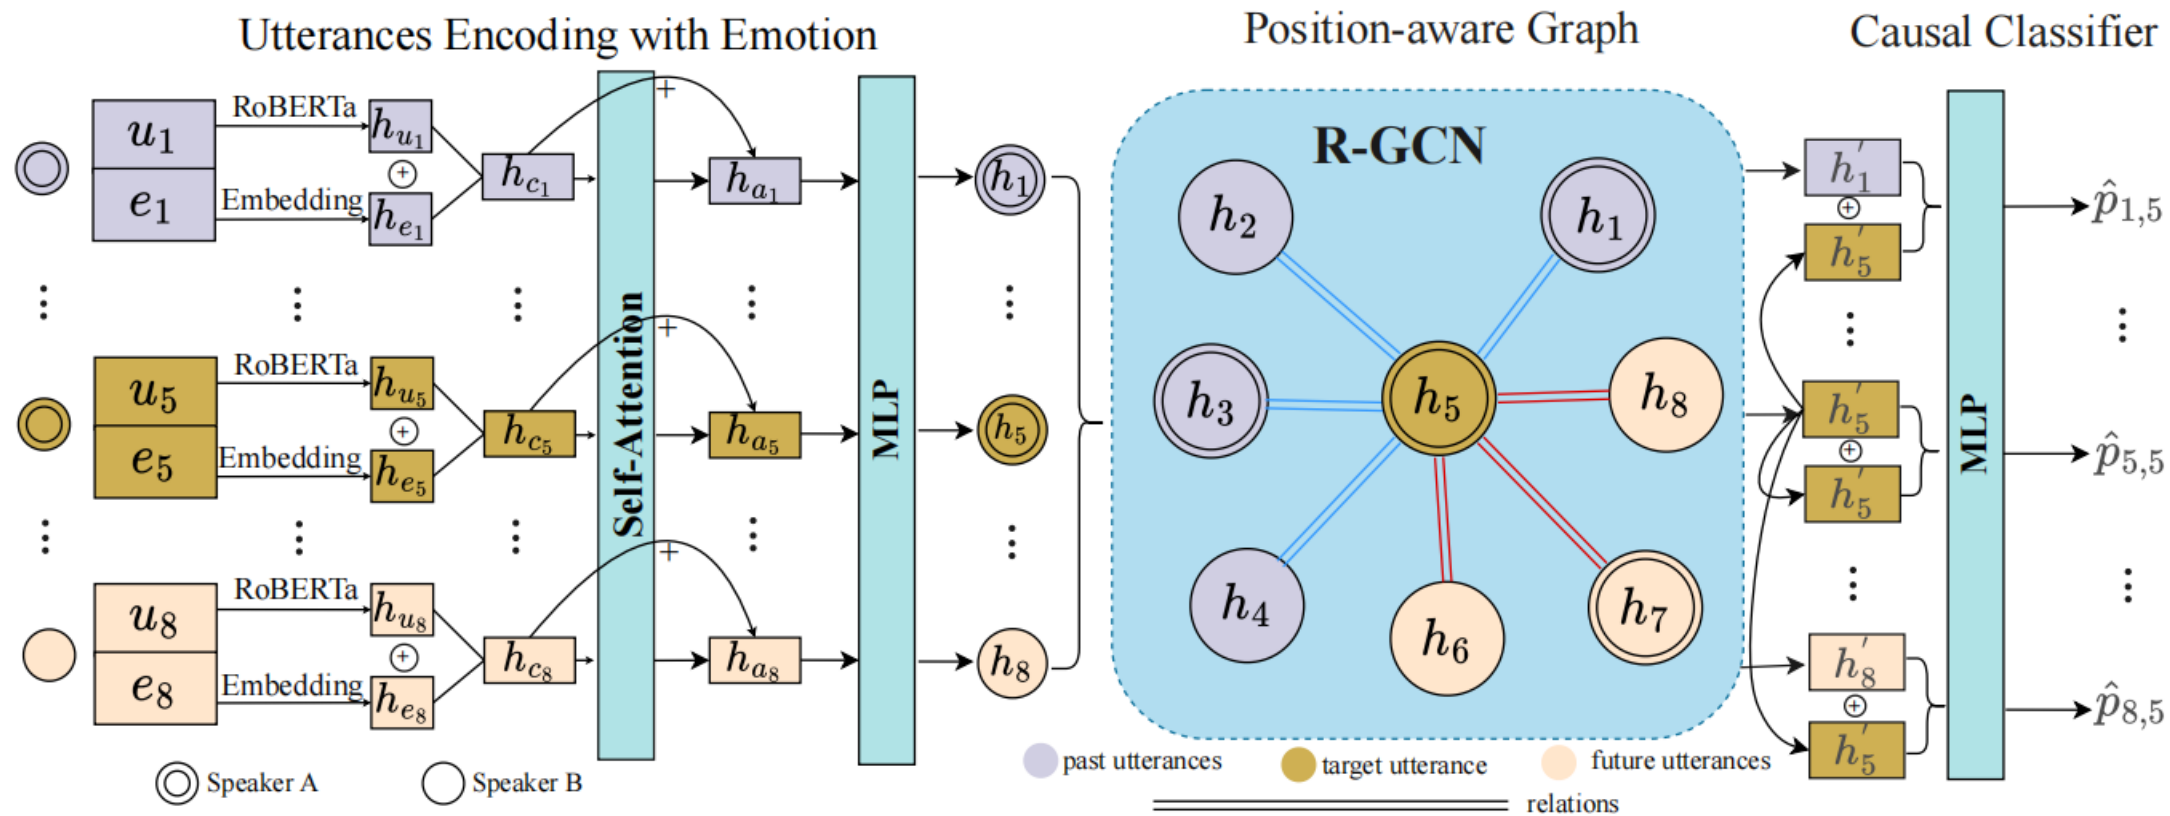 Utterances Encoding with Emotion
Position-aware Graph
Causal Classifier
u1
e1
RoBERTa
Embedding
hu1
+
he1
hc1
+
ha1
h1
u5
e5
RoBERTa
Embedding
hu5
+
he5
hc5
+
ha5
h5
u8
e8
RoBERTa
Embedding
hu8
+
he8
hc8
+
ha8
h8
Self-Attention
MLP
R-GCN
h2
h1
h3
h5
h8
h4
h6
h7
h′1
+
h′5
p̂1,5
h′5
+
h′5
p̂5,5
h′8
+
h′5
p̂8,5
MLP
Speaker A
Speaker B
past utterances
target utterance
future utterances
relations